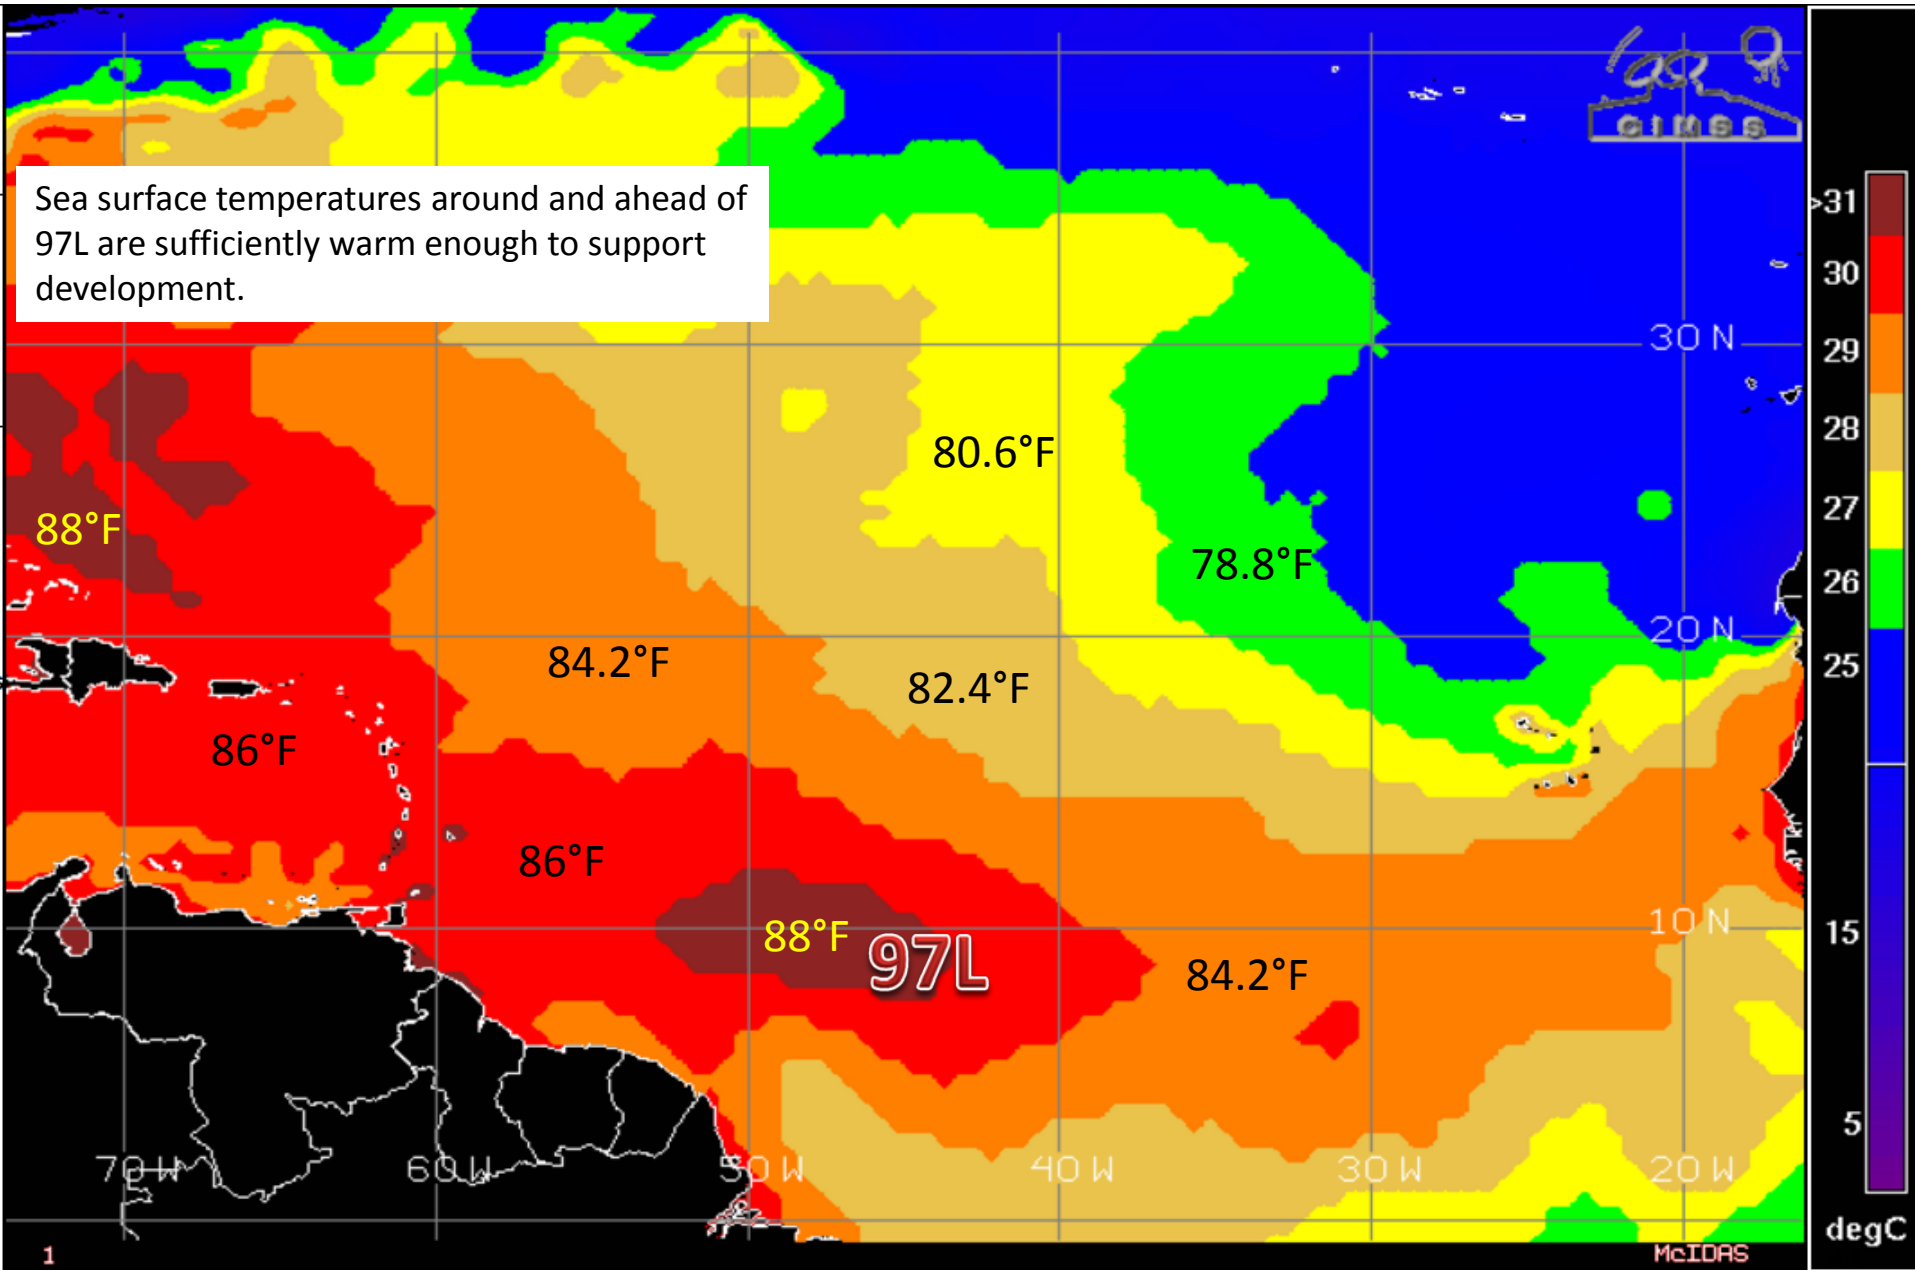 CIMSS
Sea surface temperatures around and ahead of
97L are sufficiently warm enough to support
development.
>31
30
29
28
27
26
25
15
5
degC
30 N
80.6°F
88°F
78.8°F
20 N
84.2°F
82.4°F
86°F
86°F
10 N
88°F
97L
84.2°F
70 W
60 W
50 W
40 W
30 W
20 W
1
McIDAS